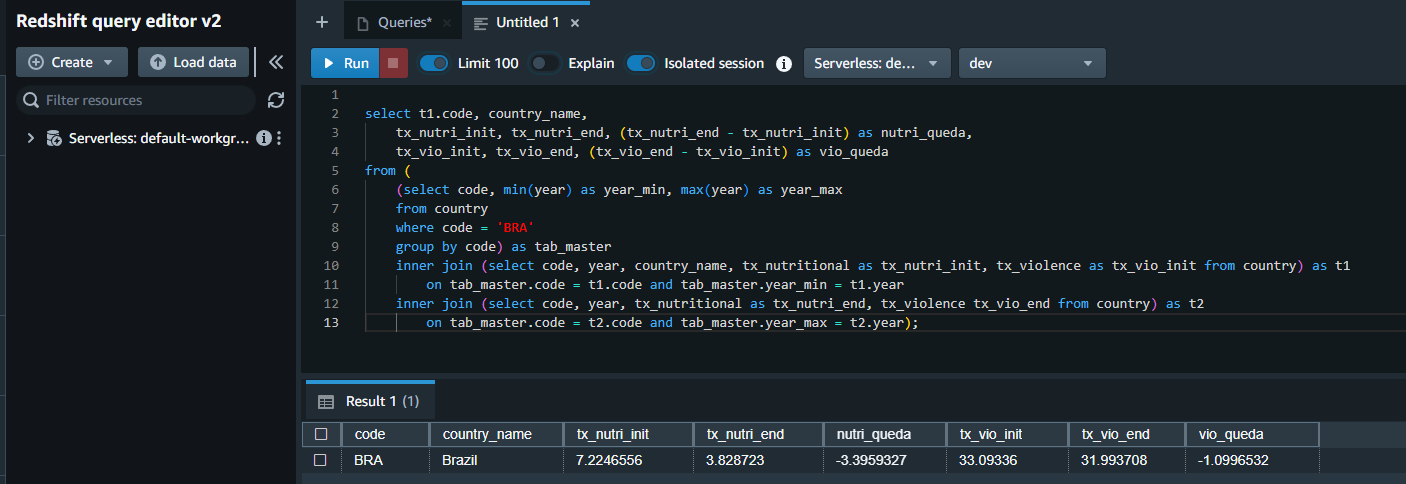 Redshift query editor v2
Create
Load data
Filter resources
Serverless: default-workgr...
Queries*
Untitled 1
Run
Limit 100
Explain
Isolated session
Serverless: de...
dev
1
2 select t1.code, country_name,
3 tx_nutri_init, tx_nutri_end, (tx_nutri_end - tx_nutri_init) as nutri_queda,
4 tx_vio_init, tx_vio_end, (tx_vio_end - tx_vio_init) as vio_queda
5 from (
6 (select code, min(year) as year_min, max(year) as year_max
7 from country
8 where code = 'BRA'
9 group by code) as tab_master
10 inner join (select code, year, country_name, tx_nutritional as tx_nutri_init, tx_violence as tx_vio_init from country) as t1
11 on tab_master.code = t1.code and tab_master.year_min = t1.year
12 inner join (select code, year, tx_nutritional as tx_nutri_end, tx_violence tx_vio_end from country) as t2
13 on tab_master.code = t2.code and tab_master.year_max = t2.year);
Result 1 (1)
code country_name tx_nutri_init tx_nutri_end nutri_queda tx_vio_init tx_vio_end vio_queda
BRA Brazil 7.2246556 3.828723 -3.3959327 33.09336 31.993708 -1.0996532